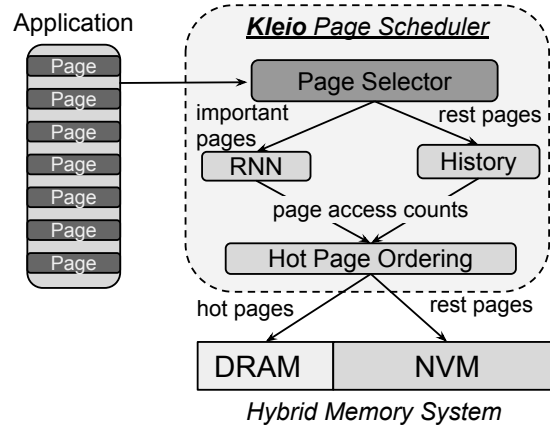 Application
Kleio Page Scheduler
Page
Page
Page
Page
Page
Page
Page
Page Selector
important
pages
rest pages
RNN
History
page access counts
Hot Page Ordering
hot pages
rest pages
DRAM
NVM
Hybrid Memory System